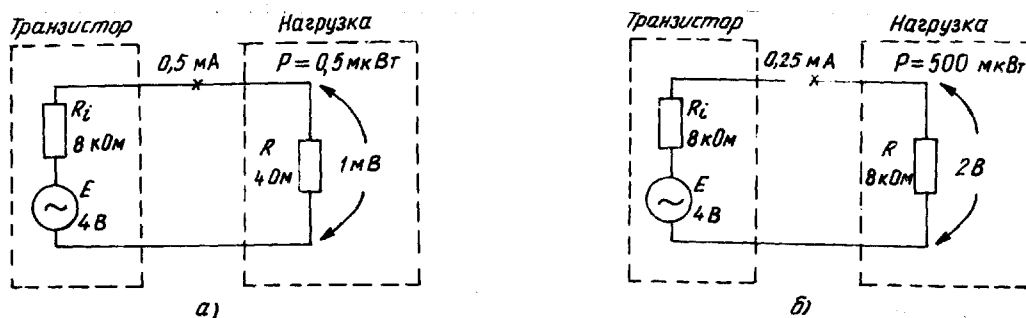 Транзистор
Нагрузка
0,5 мА
P = 0,5 мкВт
Ri
8 кОм
E
4 В
R
4 Ом
1 мВ
а)
Транзистор
Нагрузка
0,25 мА
P = 500 мкВт
Ri
8 кОм
E
4 В
R
8 кОм
2 В
б)